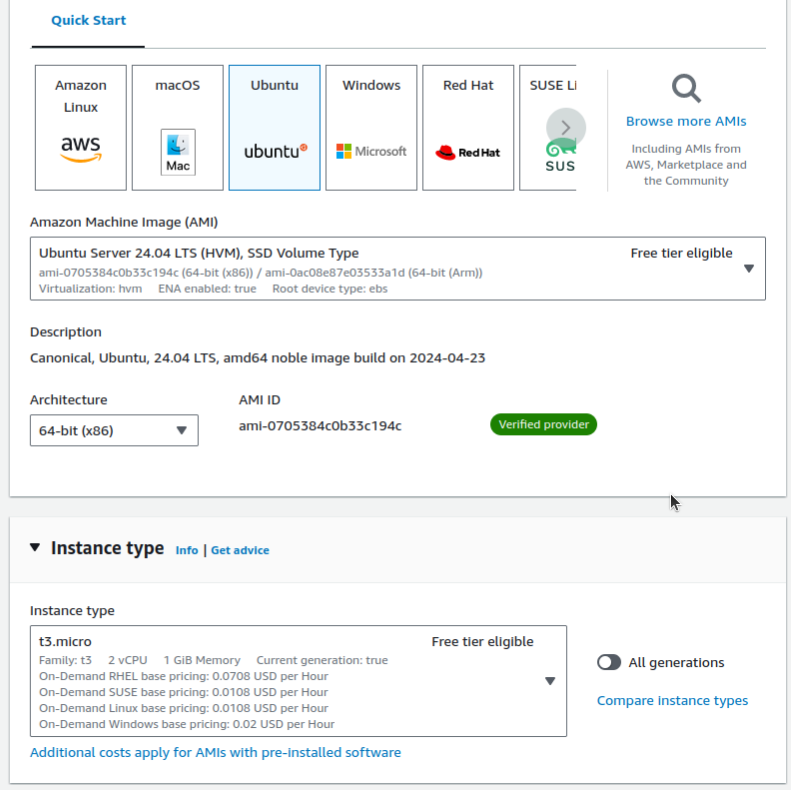 Quick Start
Amazon Linux
aws
macOS
Mac
Ubuntu
ubuntu
Windows
Microsoft
Red Hat
Red Hat
SUSE Li
SUS
Browse more AMIs
Including AMIs from
AWS, Marketplace and
the Community
Amazon Machine Image (AMI)
Ubuntu Server 24.04 LTS (HVM), SSD Volume Type Free tier eligible
ami-0705384c0b33c194c (64-bit (x86)) / ami-0ac08e87e03533a1d (64-bit (Arm))
Virtualization: hvm ENA enabled: true Root device type: ebs
Description
Canonical, Ubuntu, 24.04 LTS, amd64 noble image build on 2024-04-23
Architecture AMI ID
64-bit (x86) ami-0705384c0b33c194c Verified provider
Instance type Info | Get advice
Instance type
t3.micro Free tier eligible
Family: t3 2 vCPU 1 GiB Memory Current generation: true
On-Demand RHEL base pricing: 0.0708 USD per Hour
On-Demand SUSE base pricing: 0.0108 USD per Hour
On-Demand Linux base pricing: 0.0108 USD per Hour
On-Demand Windows base pricing: 0.02 USD per Hour
All generations
Compare instance types
Additional costs apply for AMIs with pre-installed software